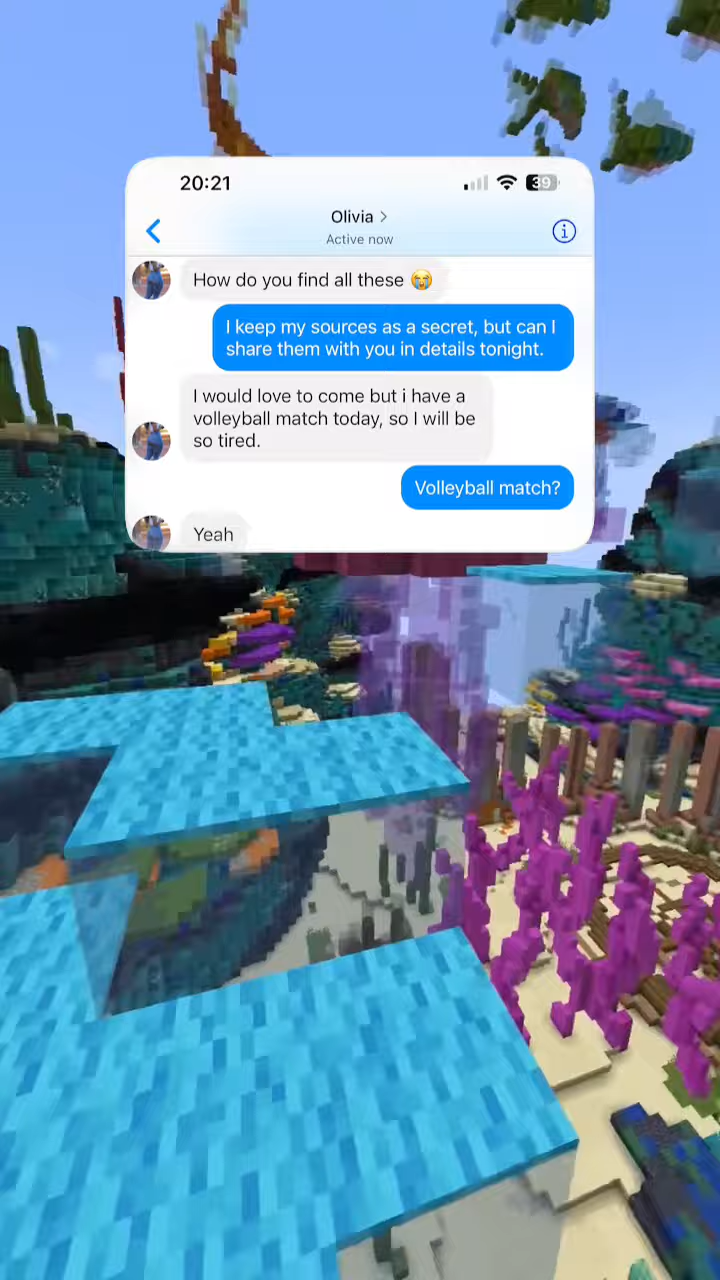 20:21
39
Olivia >
Active now
How do you find all these 😭
I keep my sources as a secret, but can I
share them with you in details tonight.
I would love to come but i have a
volleyball match today, so I will be
so tired.
Volleyball match?
Yeah